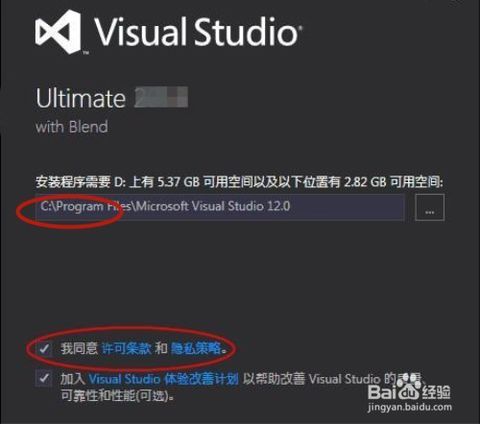 Visual Studio
Ultimate
with Blend
安装程序需要 D: 上有 5.37 GB 可用空间以及以下位置有 2.82 GB 可用空间:
C:\Program Files\Microsoft Visual Studio 12.0
...
我同意 许可条款 和 隐私策略。
加入 Visual Studio 体验改善计划 以帮助改善 Visual Studio 的
可靠性和性能(可选)。
Baidu 经验
jingyan.baidu.com